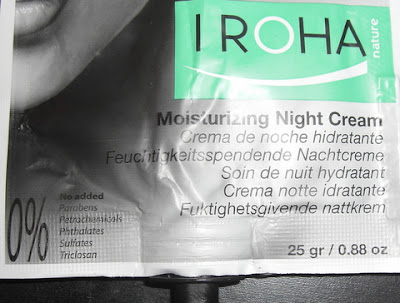 IROHA
nature
Moisturizing Night Cream
Crema de noche hidratante
Feuchtigkeitsspendende Nachtcreme
Soin de nuit hydratant
Crema notte idratante
Fuktighetsgivende nattkrem
0%
No added
Parabens
Petrochemicals
Phthalates
Sulfates
Triclosan
25 gr / 0.88 oz